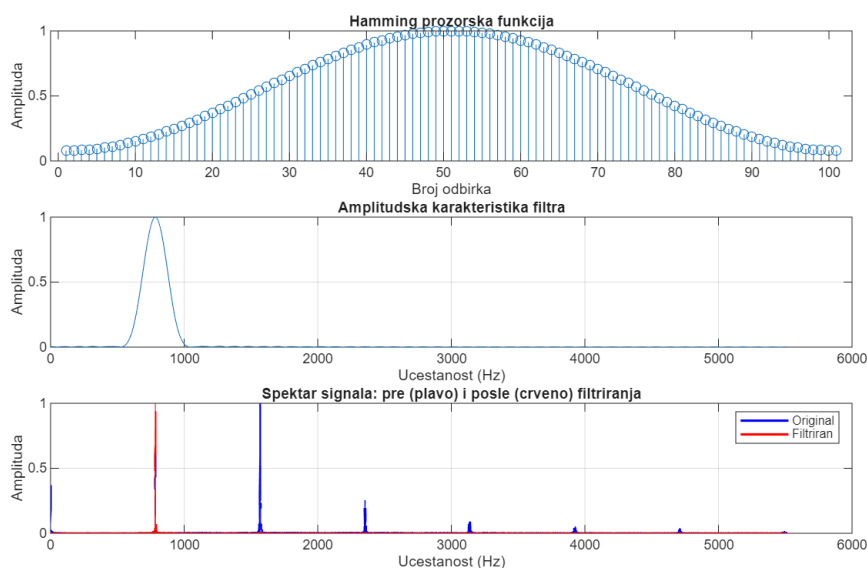 Hamming prozorska funkcija
1
0.5
0
Amplituda
0 10 20 30 40 50 60 70 80 90 100
Broj odbirka
Amplitudska karakteristika filtra
1
0.5
0
Amplituda
0 1000 2000 3000 4000 5000 6000
Ucestanost (Hz)
Spektar signala: pre (plavo) i posle (crveno) filtriranja
1
0.5
0
Amplituda
Original
Filtriran
0 1000 2000 3000 4000 5000 6000
Ucestanost (Hz)